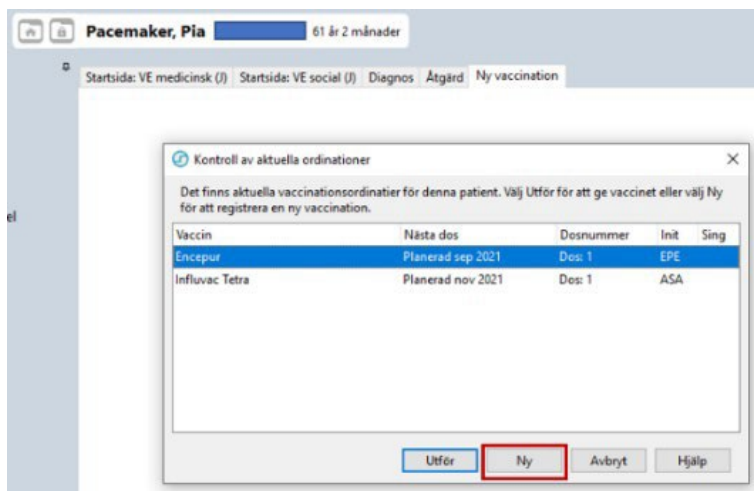 Pacemaker, Pia 61 år 2 månader
Startsida: VE medicinsk (J) Startsida: VE social (J) Diagnos Åtgärd Ny vaccination
Kontroll av aktuella ordinationer
Det finns aktuella vaccinationsordinatier för denna patient. Välj Utför för att ge vaccinet eller välj Ny
för att registrera en ny vaccination.
el
Vaccin Nästa dos Dosnummer Init Sing
Encepur Planerad sep 2021 Dos: 1 EPE
Influvac Tetra Planerad nov 2021 Dos: 1 ASA
Utför Ny Avbryt Hjälp